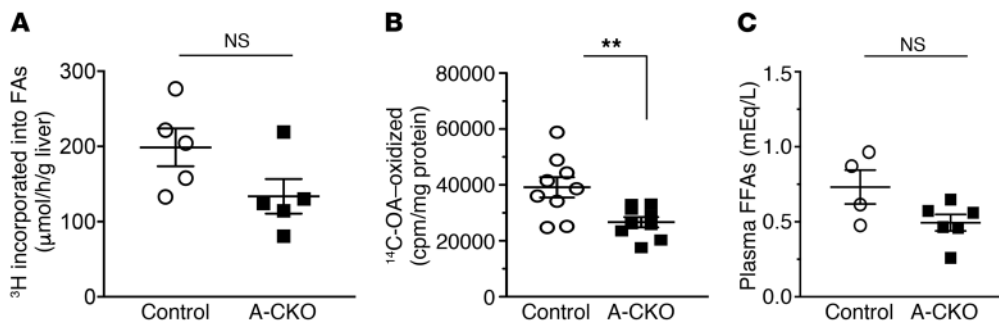 A
NS
³H incorporated into FAs
(μmol/h/g liver)
300
200
100
0
Control
A-CKO
B
**
¹⁴C-OA–oxidized
(cpm/mg protein)
80000
60000
40000
20000
0
Control
A-CKO
C
NS
Plasma FFAs (mEq/L)
1.5
1.0
0.5
0.0
Control
A-CKO